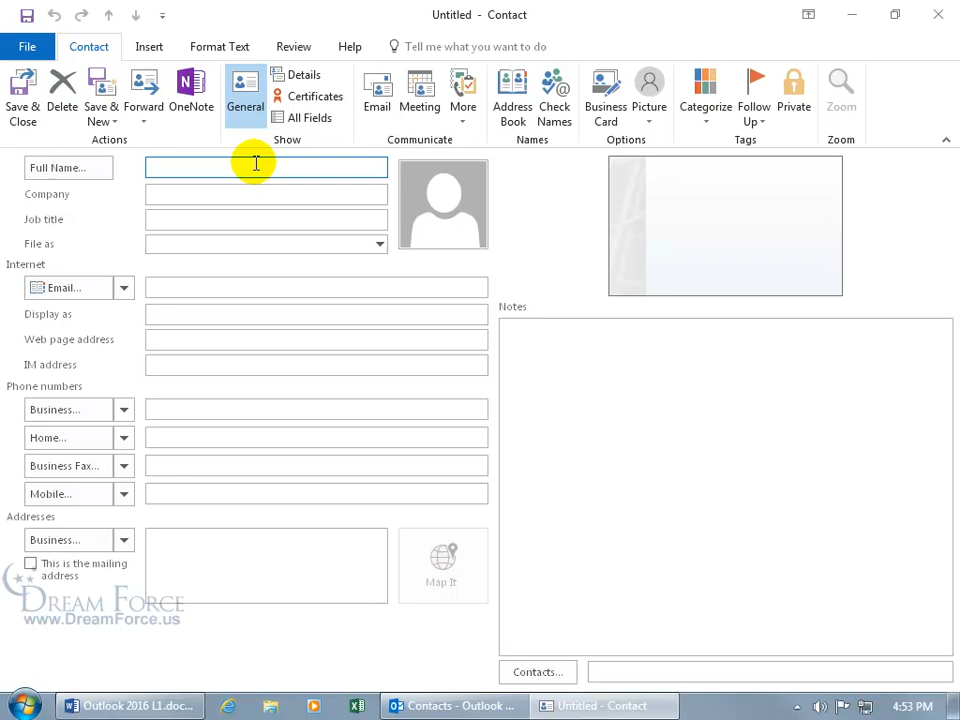 Untitled - Contact
File Contact Insert Format Text Review Help Tell me what you want to do
Save & Close
Delete
Save & New
Forward
OneNote
Actions
General
Details
Certificates
All Fields
Show
Email
Meeting
More
Communicate
Address Book
Check Names
Names
Business Card
Picture
Options
Categorize
Follow Up
Private
Tags
Zoom
Zoom
Full Name...
Company
Job title
File as
Internet
Email...
Display as
Web page address
IM address
Phone numbers
Business...
Home...
Business Fax...
Mobile...
Addresses
Business...
This is the mailing
address
Map It
Notes
Contacts...
DREAM FORCE
www.DreamForce.us
Outlook 2016 L1.doc...
Contacts - Outlook ...
Untitled - Contact
4:53 PM